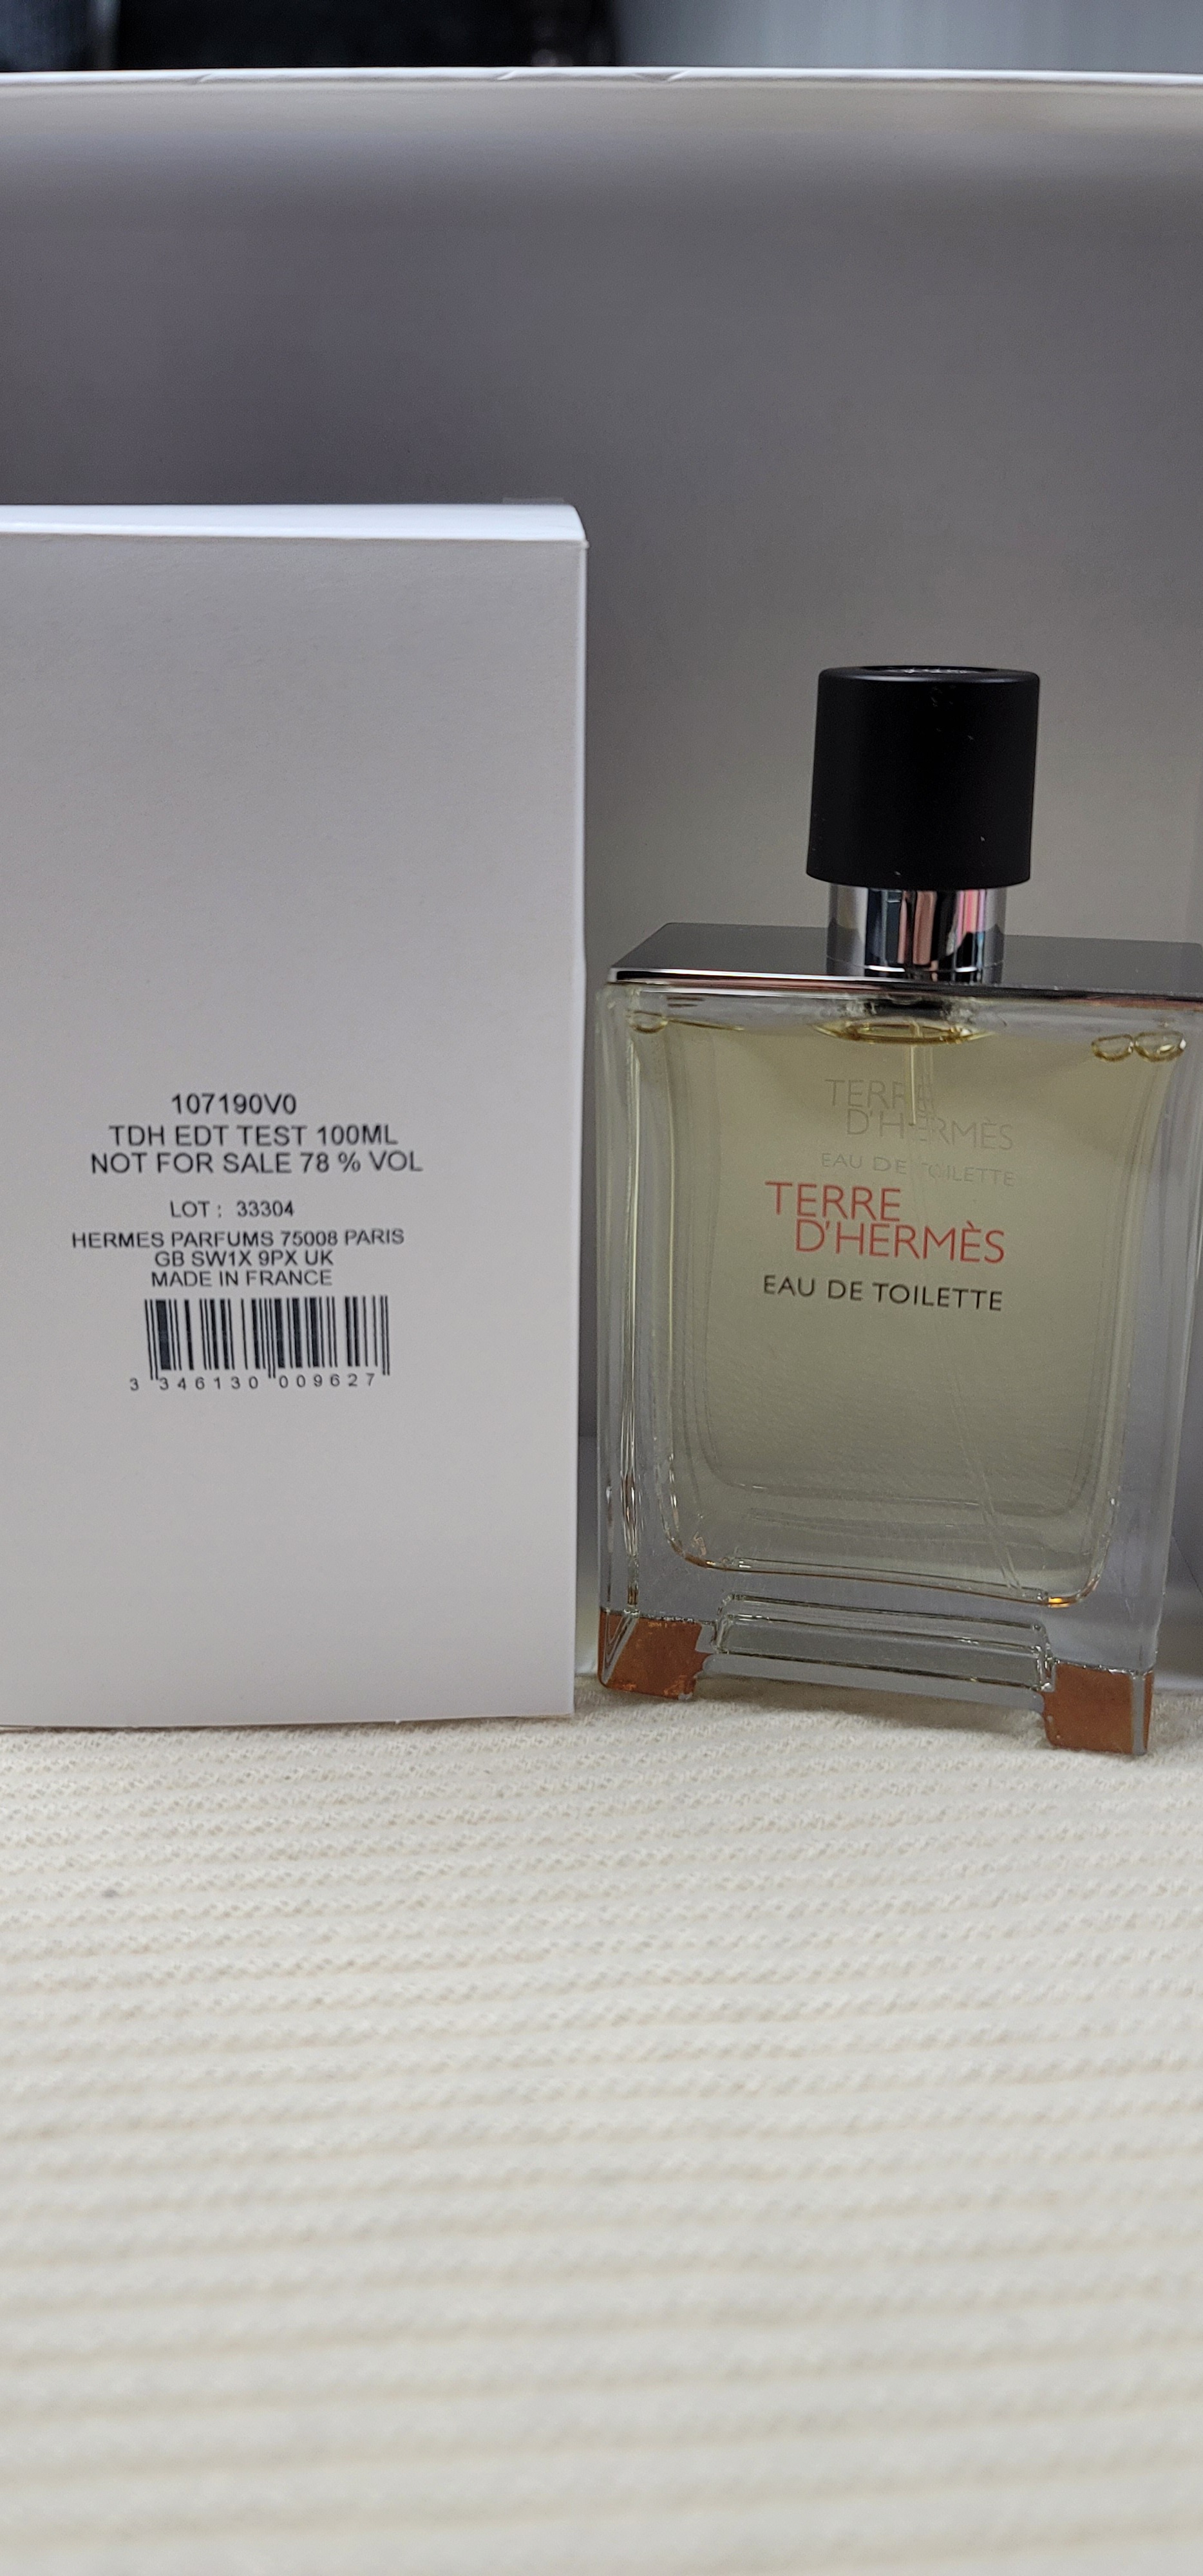 107190V0
TDH EDT TEST 100ML
NOT FOR SALE 78 % VOL
LOT : 33304
HERMES PARFUMS 75008 PARIS
GB SW1X 9PX UK
MADE IN FRANCE
3 346130 009627
TERRE
D'HERMÈS
EAU DE TOILETTE
TERRE
D'HERMÈS
EAU DE TOILETTE